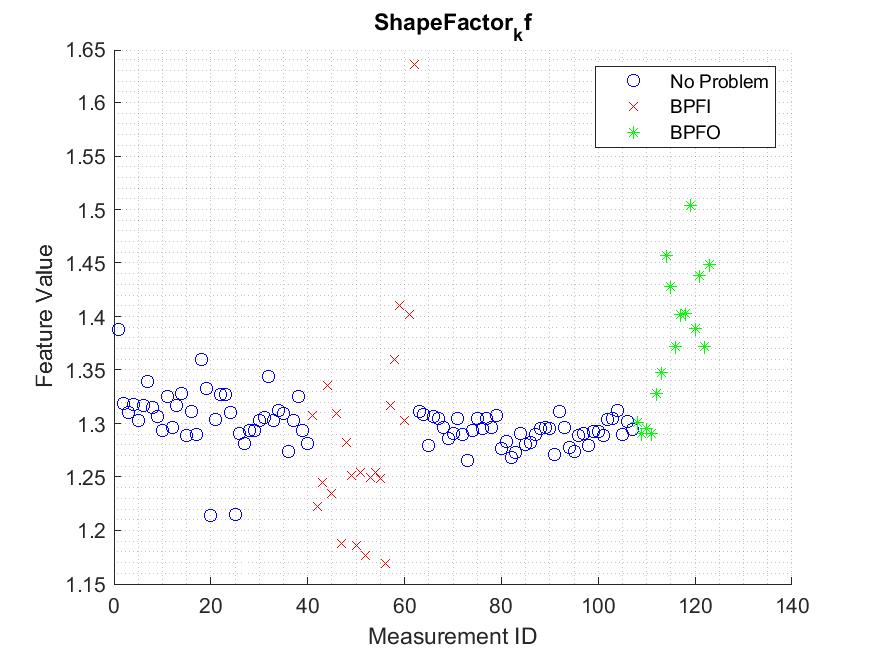 ShapeFactor_kf
1.65
1.6
1.55
1.5
1.45
1.4
1.35
1.3
1.25
1.2
1.15
Feature Value
No Problem
BPFI
BPFO
0 20 40 60 80 100 120 140
Measurement ID